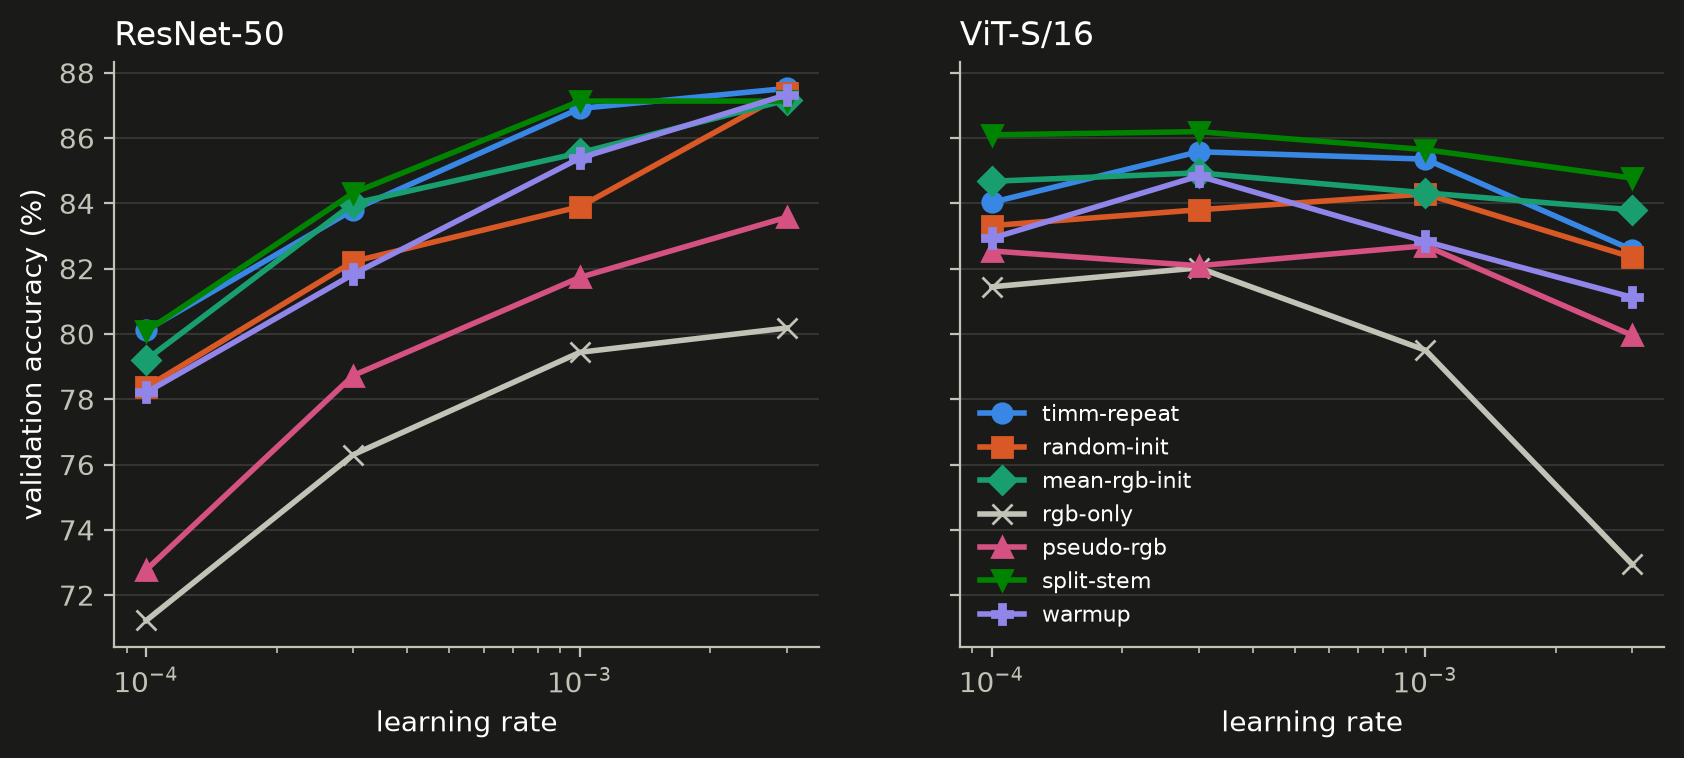 ResNet-50
ViT-S/16
validation accuracy (%)
88
86
84
82
80
78
76
74
72
10⁻⁴
10⁻³
learning rate
timm-repeat
random-init
mean-rgb-init
rgb-only
pseudo-rgb
split-stem
warmup
10⁻⁴
10⁻³
learning rate